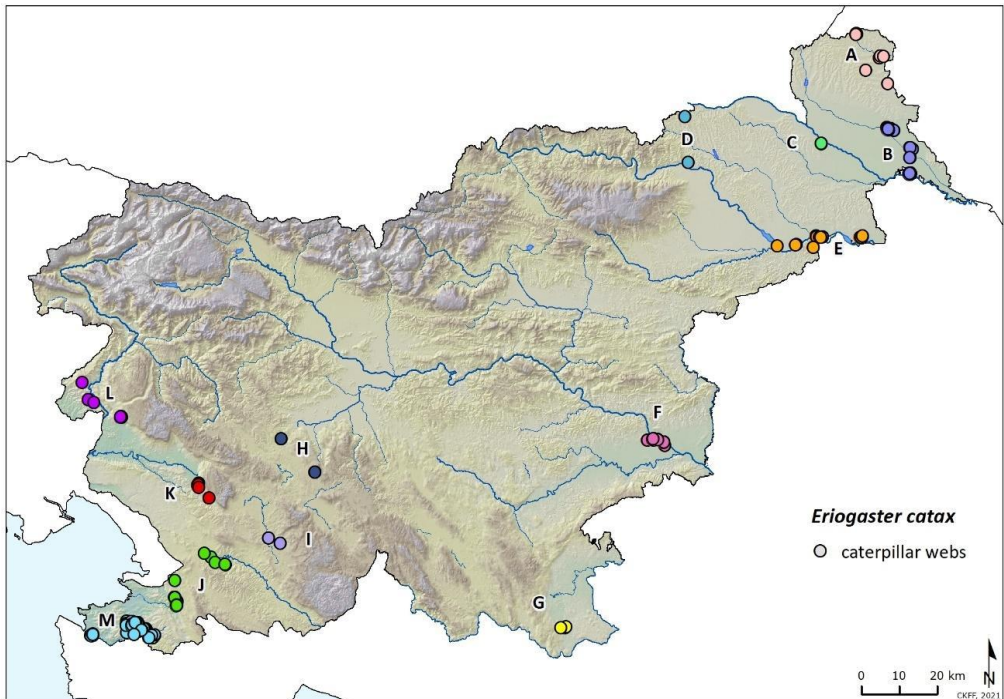 A
B
C
D
E
F
L
H
K
I
J
G
M
Eriogaster catax
caterpillar webs
0 10 20 km
N
CKFF, 2021